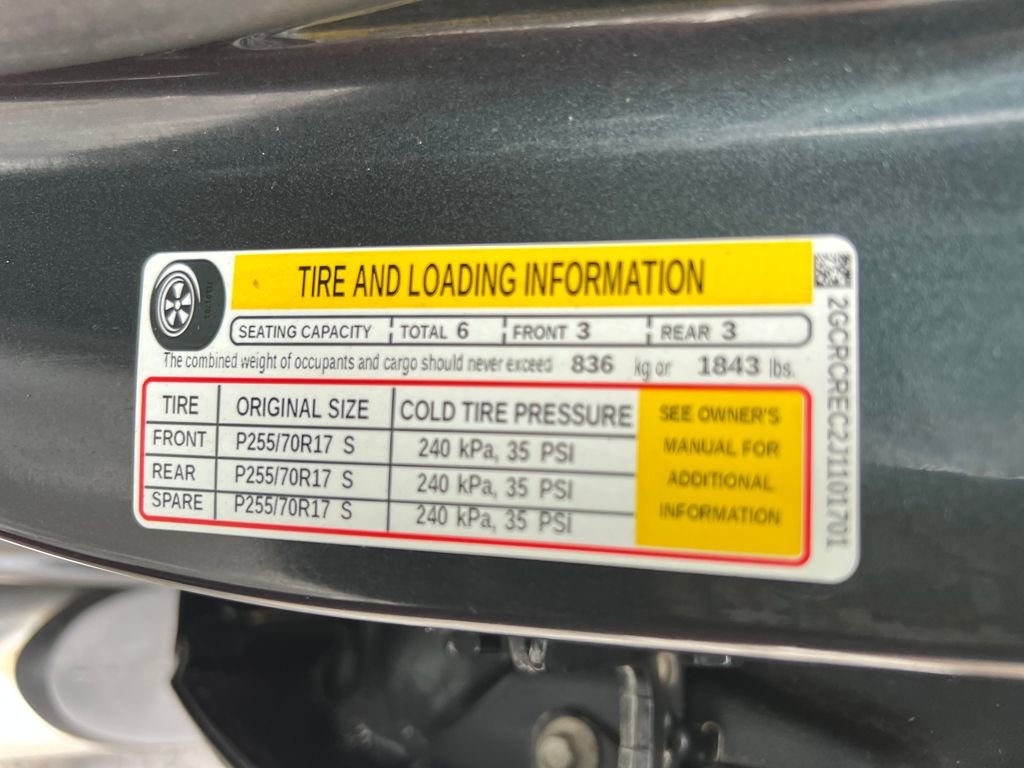 TIRE AND LOADING INFORMATION
SEATING CAPACITY TOTAL 6 FRONT 3 REAR 3
The combined weight of occupants and cargo should never exceed 836 kg or 1843 lbs.
TIRE ORIGINAL SIZE COLD TIRE PRESSURE
FRONT P255/70R17 S 240 kPa, 35 PSI
REAR P255/70R17 S 240 kPa, 35 PSI
SPARE P255/70R17 S 240 kPa, 35 PSI
SEE OWNER'S
MANUAL FOR
ADDITIONAL
INFORMATION
2GCRCREC2J1101701